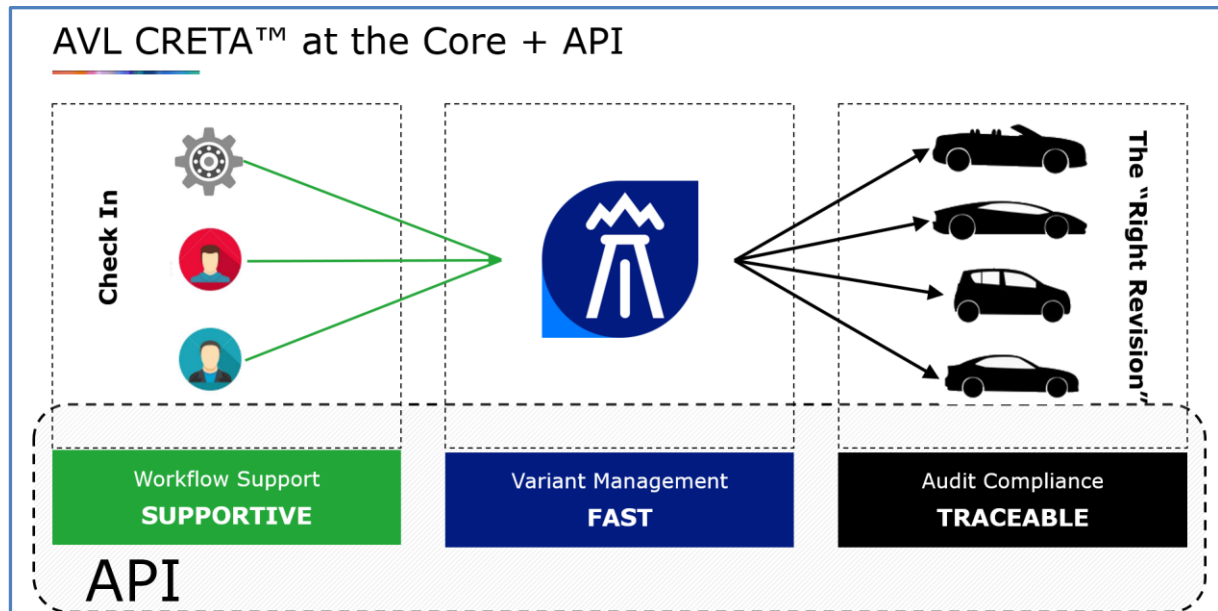 AVL CRETA™ at the Core + API
Check In
The “Right Revision”
Workflow Support
SUPPORTIVE
Variant Management
FAST
Audit Compliance
TRACEABLE
API